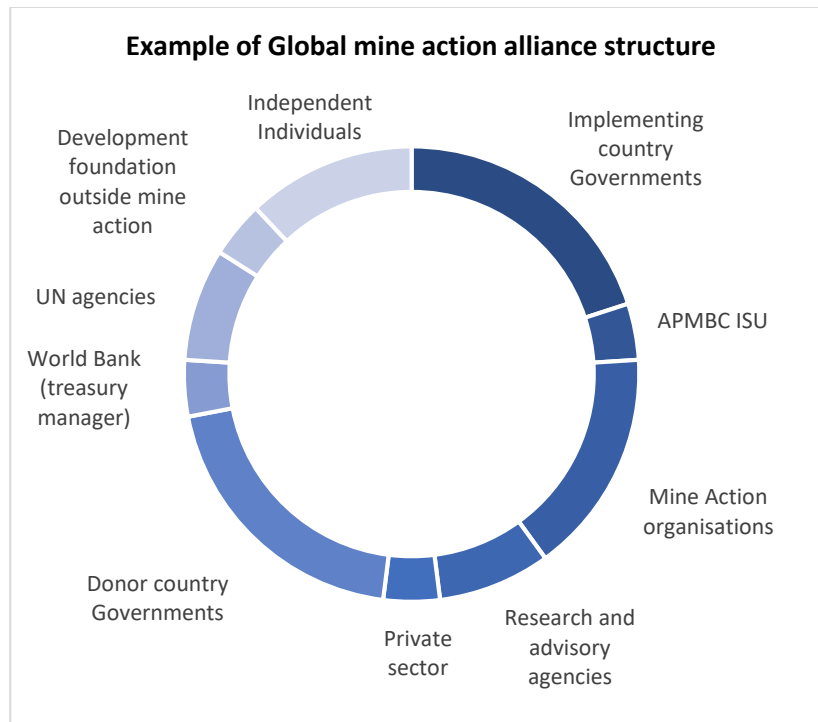 Example of Global mine action alliance structure
Independent
Individuals
Implementing
country
Governments
Development
foundation
outside mine
action
UN agencies
APMBC ISU
World Bank
(treasury
manager)
Mine Action
organisations
Donor country
Governments
Private
sector
Research and
advisory
agencies